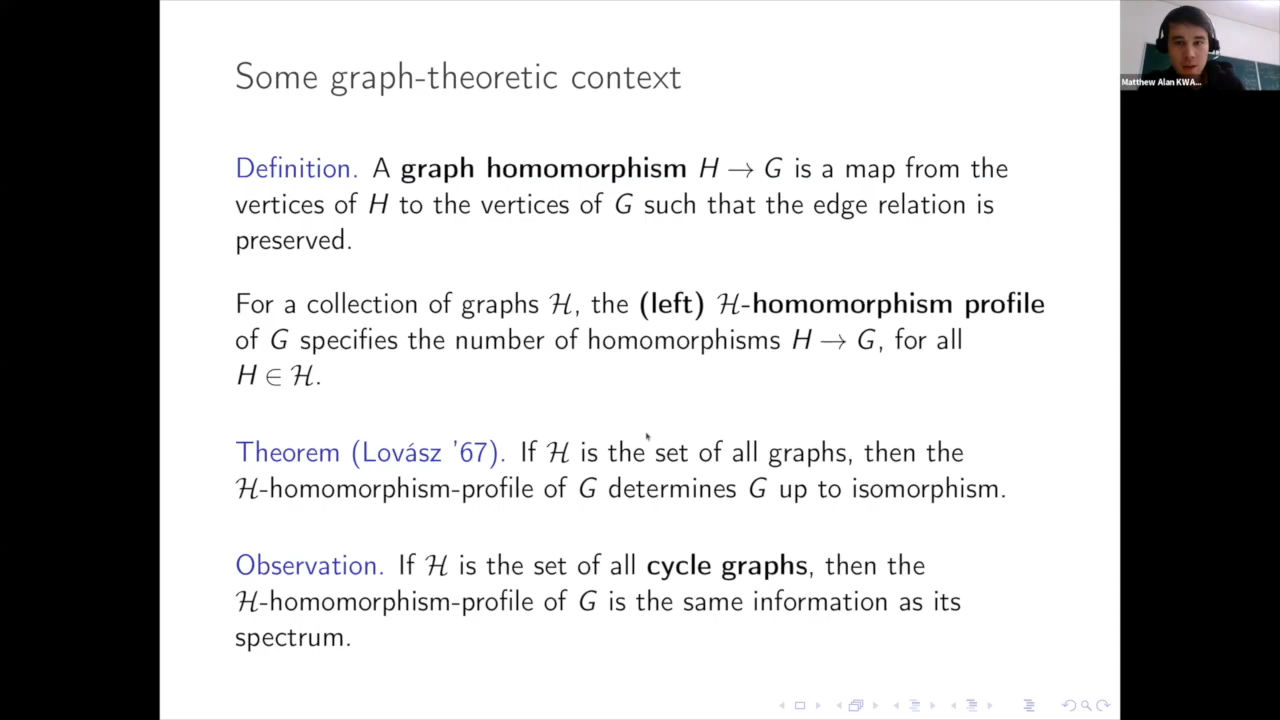 Some graph-theoretic context
Matthew Alan KWA...
Definition. A graph homomorphism H → G is a map from the
vertices of H to the vertices of G such that the edge relation is
preserved.
For a collection of graphs ℋ, the (left) ℋ-homomorphism profile
of G specifies the number of homomorphisms H → G, for all
H ∈ ℋ.
Theorem (Lovász '67). If ℋ is the set of all graphs, then the
ℋ-homomorphism-profile of G determines G up to isomorphism.
Observation. If ℋ is the set of all cycle graphs, then the
ℋ-homomorphism-profile of G is the same information as its
spectrum.